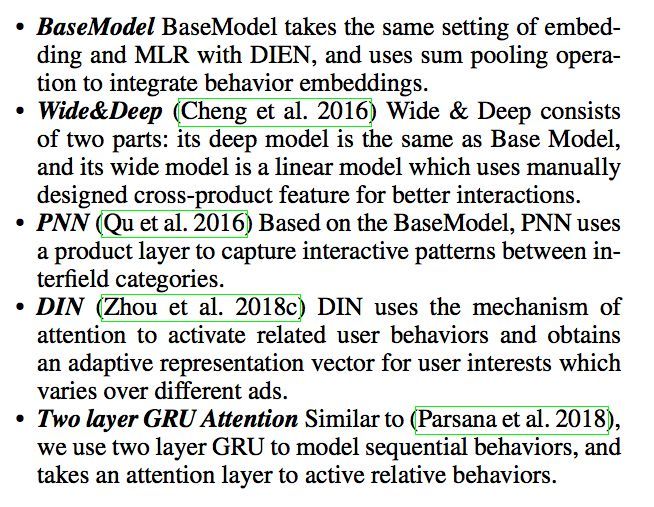 • BaseModel BaseModel takes the same setting of embed-
ding and MLR with DIEN, and uses sum pooling opera-
tion to integrate behavior embeddings.
• Wide&Deep (Cheng et al. 2016) Wide & Deep consists
of two parts: its deep model is the same as Base Model,
and its wide model is a linear model which uses manually
designed cross-product feature for better interactions.
• PNN (Qu et al. 2016) Based on the BaseModel, PNN uses
a product layer to capture interactive patterns between in-
terfield categories.
• DIN (Zhou et al. 2018c) DIN uses the mechanism of
attention to activate related user behaviors and obtains
an adaptive representation vector for user interests which
varies over different ads.
• Two layer GRU Attention Similar to (Parsana et al. 2018),
we use two layer GRU to model sequential behaviors, and
takes an attention layer to active relative behaviors.